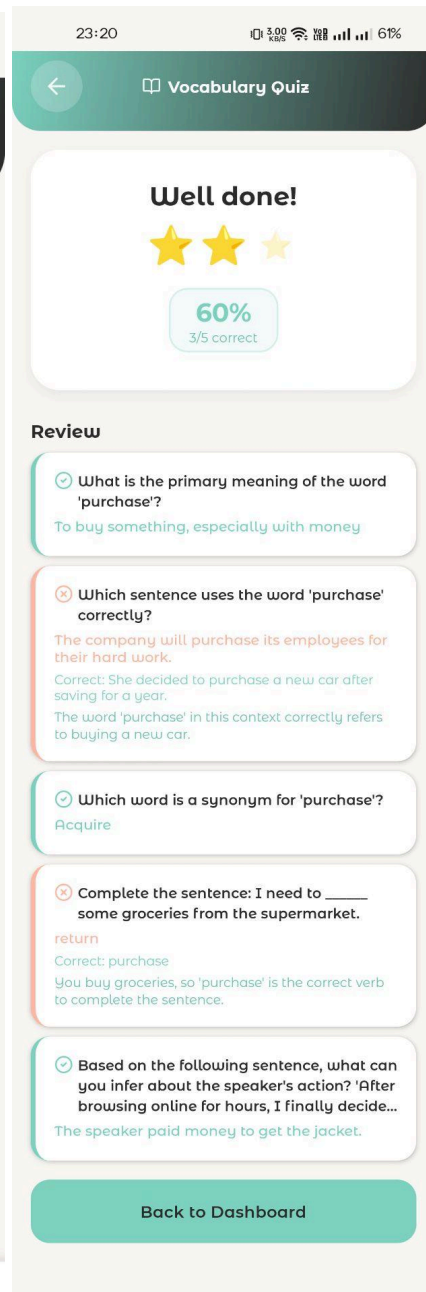 23:20 3.00 KB/S 61%
Vocabulary Quiz
Well done!
60%
3/5 correct
Review
What is the primary meaning of the word
'purchase'?
To buy something, especially with money
Which sentence uses the word 'purchase'
correctly?
The company will purchase its employees for
their hard work.
Correct: She decided to purchase a new car after
saving for a year.
The word 'purchase' in this context correctly refers
to buying a new car.
Which word is a synonym for 'purchase'?
Acquire
Complete the sentence: I need to _____
some groceries from the supermarket.
return
Correct: purchase
You buy groceries, so 'purchase' is the correct verb
to complete the sentence.
Based on the following sentence, what can
you infer about the speaker's action? 'After
browsing online for hours, I finally decide...
The speaker paid money to get the jacket.
Back to Dashboard